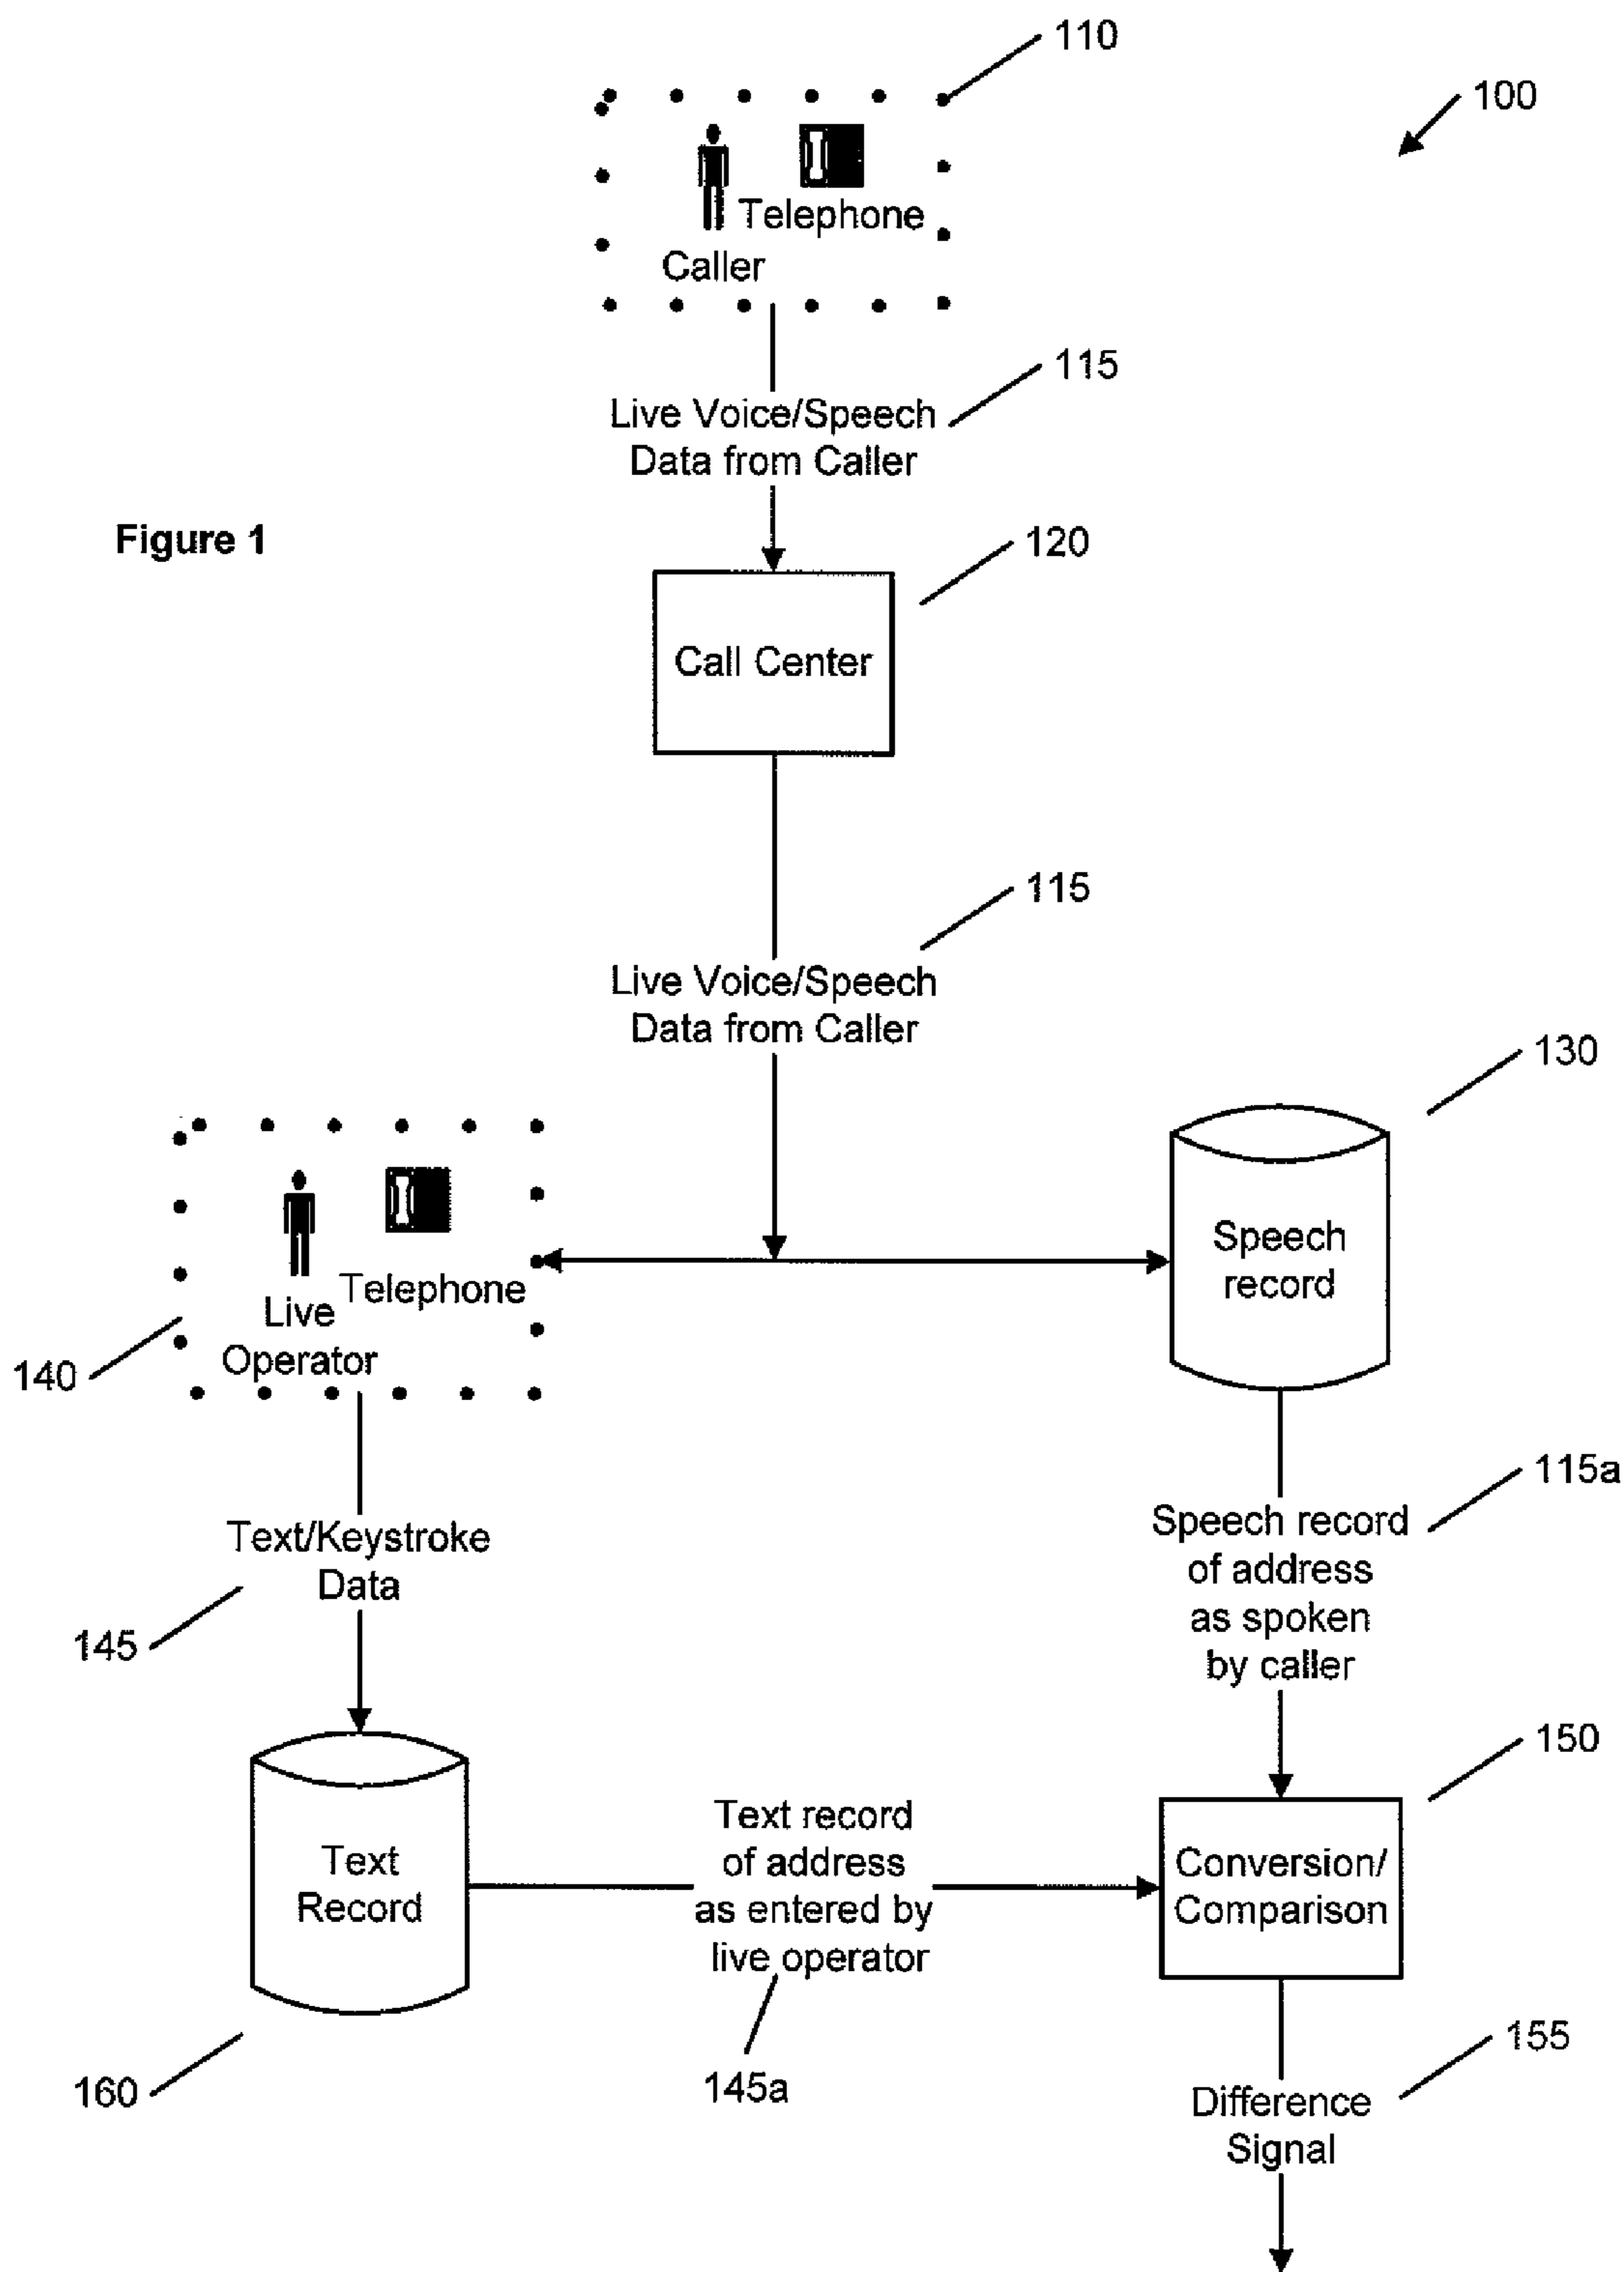 110
100
Telephone
Caller
115
Live Voice/Speech
Data from Caller
Figure 1
120
Call Center
115
Live Voice/Speech
Data from Caller
130
Speech
record
Telephone
Live
Operator
140
115a
Speech record
of address
as spoken
by caller
Text/Keystroke
Data
145
150
Text record
of address
as entered by
live operator
Conversion/
Comparison
Text
Record
160
145a
155
Difference
Signal